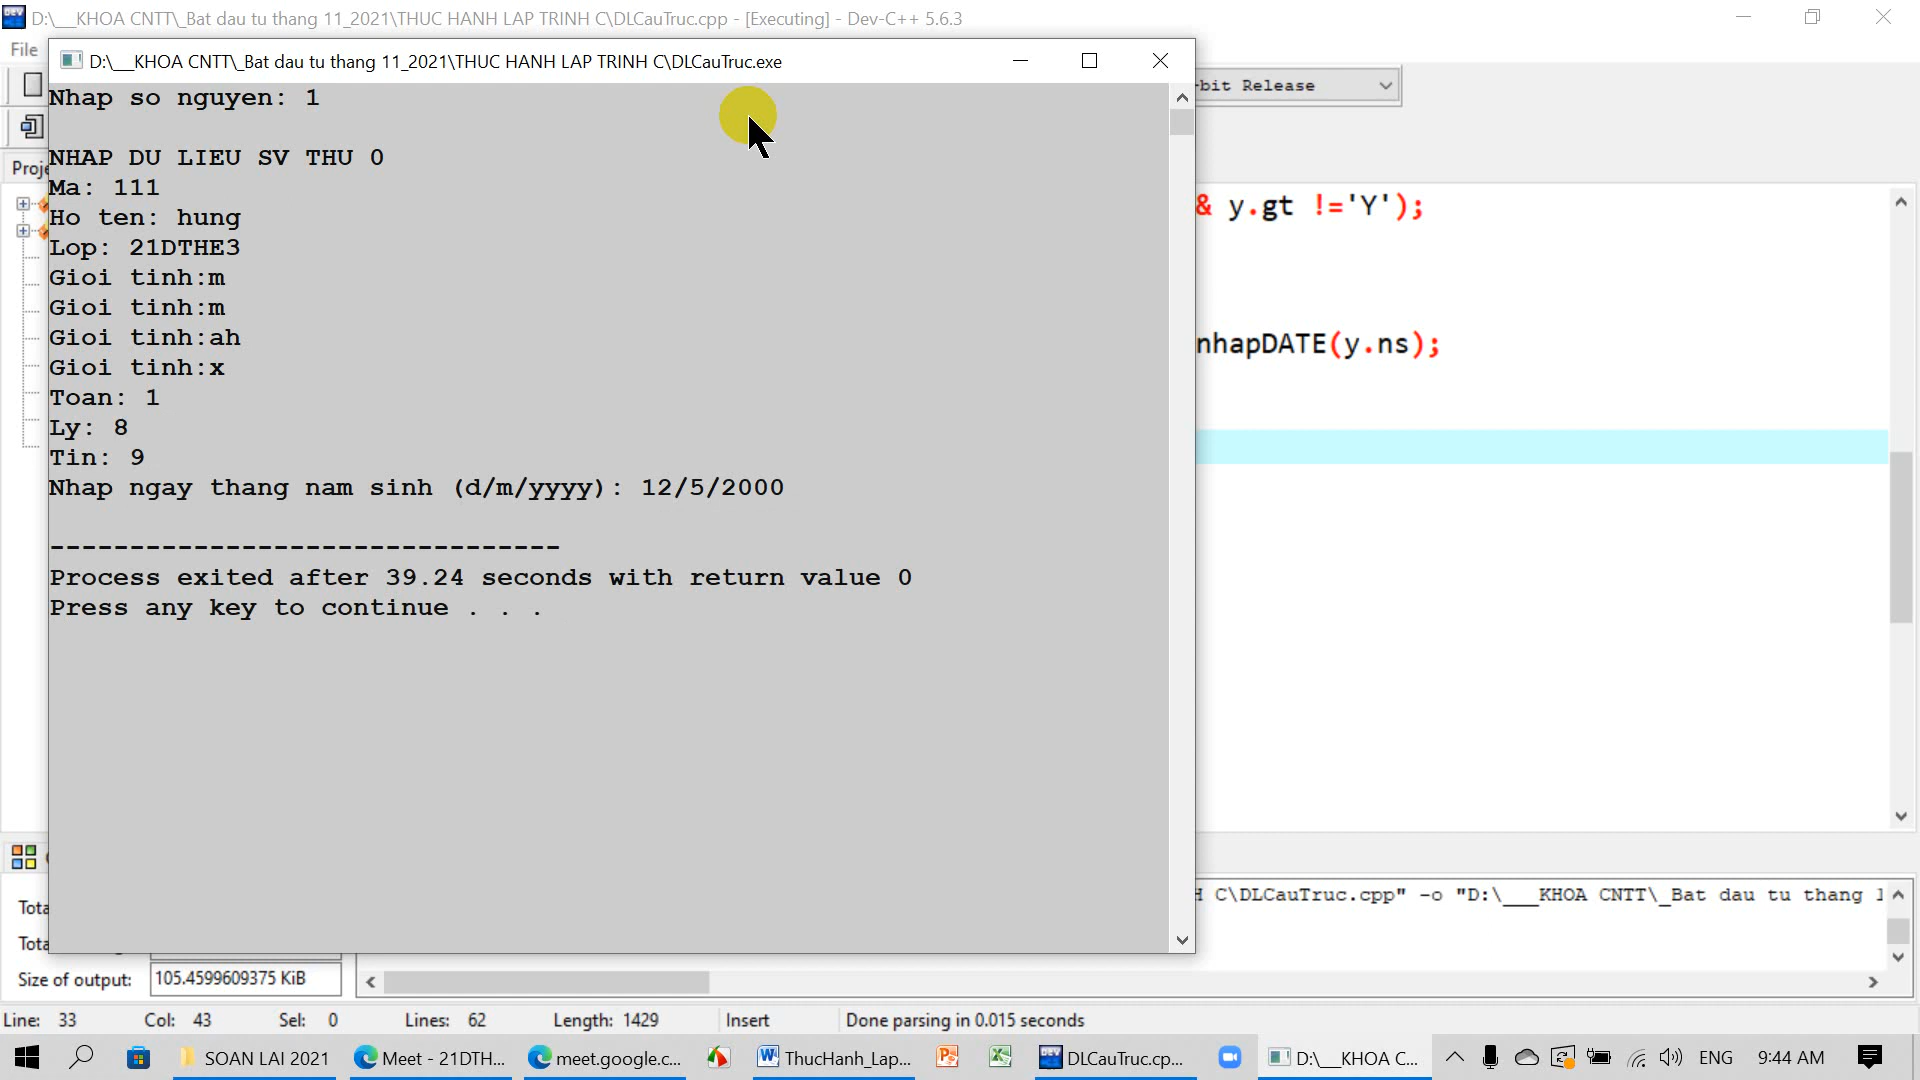 D:\___KHOA CNTT\_Bat dau tu thang 11_2021\THUC HANH LAP TRINH C\DLCauTruc.cpp - [Executing] - Dev-C++ 5.6.3
File
D:\___KHOA CNTT\_Bat dau tu thang 11_2021\THUC HANH LAP TRINH C\DLCauTruc.exe
-bit Release
Nhap so nguyen: 1
NHAP DU LIEU SV THU 0
Ma: 111
Ho ten: hung
Lop: 21DTHE3
Gioi tinh:m
Gioi tinh:m
Gioi tinh:ah
Gioi tinh:x
Toan: 1
Ly: 8
Tin: 9
Nhap ngay thang nam sinh (d/m/yyyy): 12/5/2000
--------------------------------
Process exited after 39.24 seconds with return value 0
Press any key to continue . . .
Proje
& y.gt !='Y');
nhapDATE(y.ns);
H C\DLCauTruc.cpp" -o "D:\___KHOA CNTT\_Bat dau tu thang 1
Tota
Tota
Size of output: 105.4599609375 KiB
Line: 33 Col: 43 Sel: 0 Lines: 62 Length: 1429 Insert Done parsing in 0.015 seconds
SOAN LAI 2021 Meet - 21DTH... meet.google.c... ThucHanh_Lap... DLCauTruc.cp... D:\___KHOA C... ENG 9:44 AM